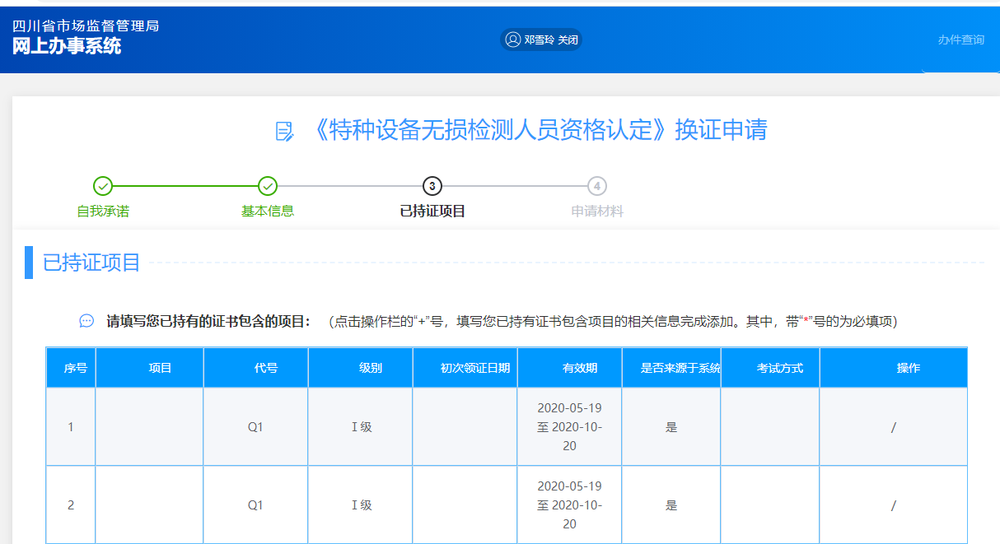 四川省市场监督管理局
网上办事系统
邓雪玲 关闭
办件查询
《特种设备无损检测人员资格认定》换证申请
3
4
自我承诺
基本信息
已持证项目
申请材料
已持证项目
请填写您已持有的证书包含的项目： （点击操作栏的“+”号，填写您已持有证书包含项目的相关信息完成添加。其中，带“*”号的为必填项）
序号 项目 代号 级别 初次领证日期 有效期 是否来源于系统 考试方式 操作
2020-05-19
1 Q1 I 级 至 2020-10- 是 /
20
2020-05-19
2 Q1 I 级 至 2020-10- 是 /
20